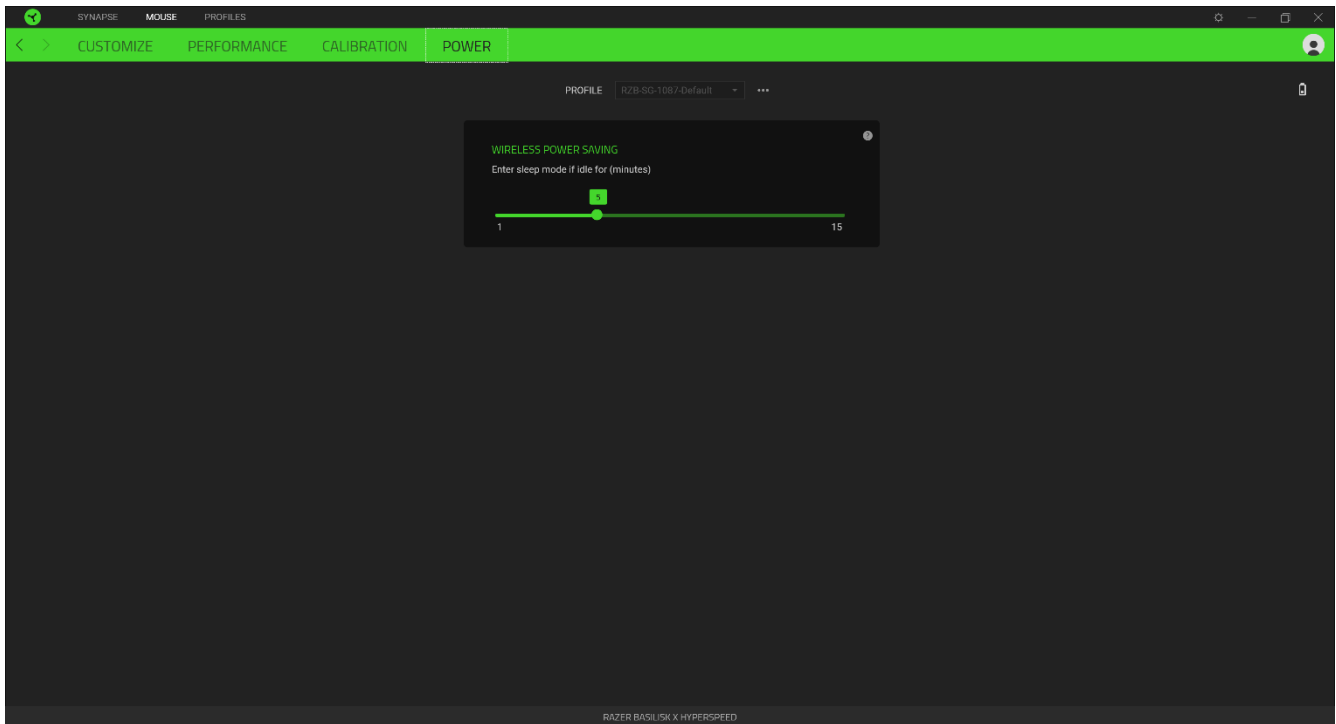 SYNAPSE MOUSE PROFILES
CUSTOMIZE PERFORMANCE CALIBRATION POWER
PROFILE RZB-SG-1087-Default
WIRELESS POWER SAVING
Enter sleep mode if idle for (minutes)
5
1 15
RAZER BASILISK X HYPERSPEED